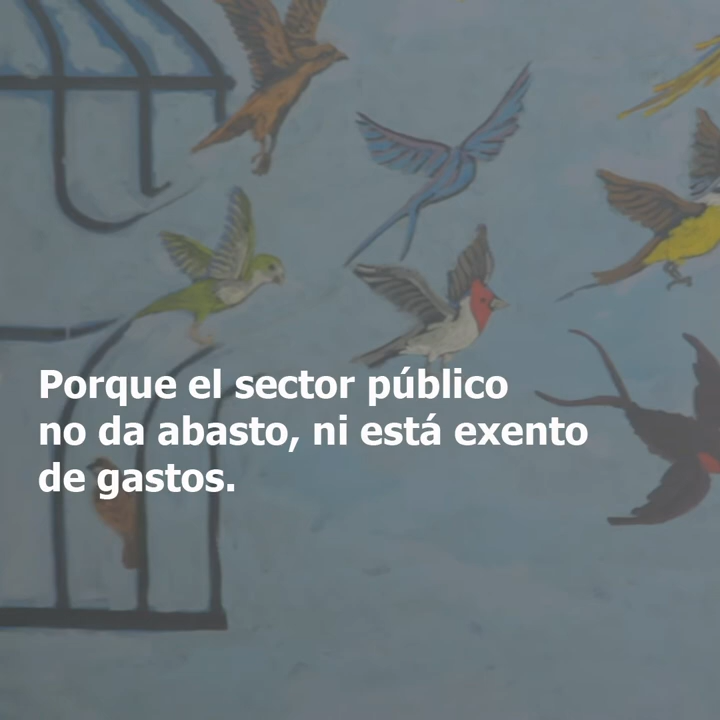 Porque el sector público
no da abasto, ni está exento
de gastos.